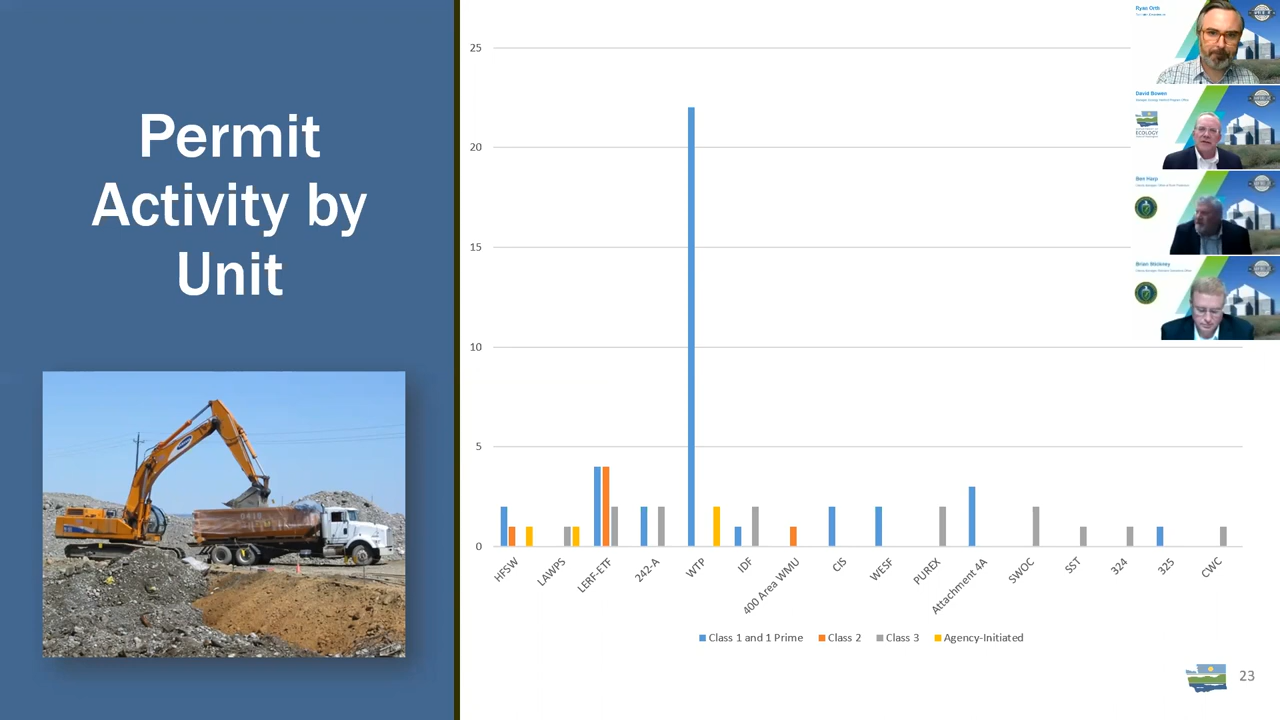 Permit
Activity by
Unit
25
20
15
10
5
0
HFSW
LAWPS
LERF-ETF
242-A
WTP
IDF
400 Area WMU
CIS
WESF
PUREX
Attachment 4A
SWOC
SST
324
325
CWC
Class 1 and 1 Prime
Class 2
Class 3
Agency-Initiated
23
Ryan Orth
David Bowen
ECOLOGY
Ben Harp
Brian Stickney